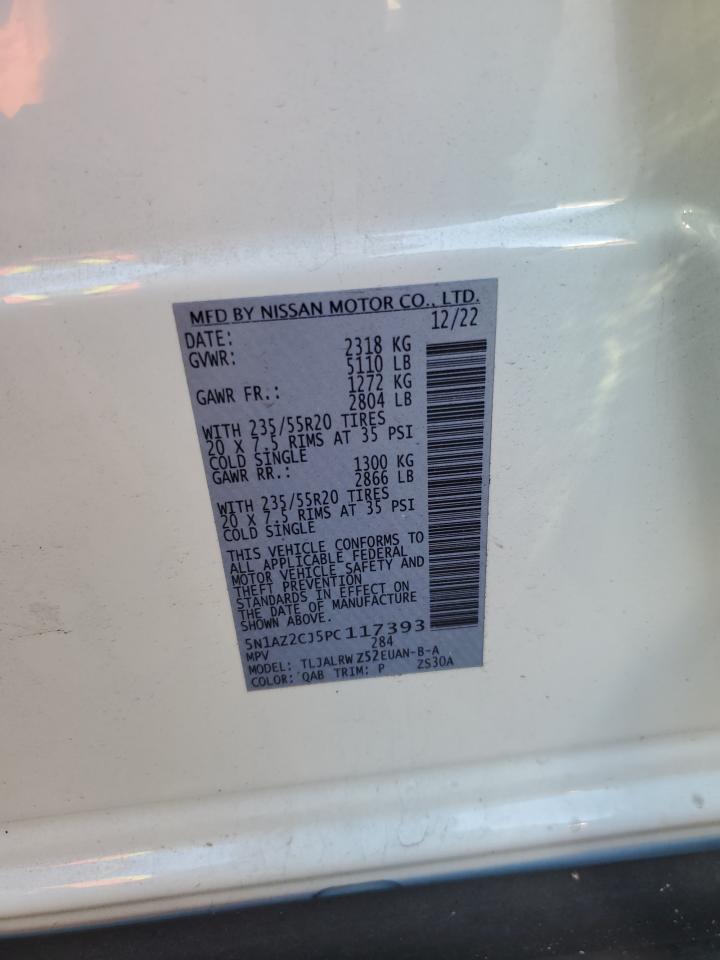 MFD BY NISSAN MOTOR CO., LTD.
DATE: 12/22
GVWR: 2318 KG
5110 LB
GAWR FR.: 1272 KG
2804 LB
WITH 235/55R20 TIRES
20 X 7.5 RIMS AT 35 PSI
COLD SINGLE
GAWR RR.: 1300 KG
2866 LB
WITH 235/55R20 TIRES
20 X 7.5 RIMS AT 35 PSI
COLD SINGLE
THIS VEHICLE CONFORMS TO
ALL APPLICABLE FEDERAL
MOTOR VEHICLE SAFETY AND
THEFT PREVENTION
STANDARDS IN EFFECT ON
THE DATE OF MANUFACTURE
SHOWN ABOVE.
5N1AZ2CJ5PC117393
MPV 284
MODEL: TLJALRW Z52EUAN-B-A
COLOR: QAB TRIM: P ZS30A